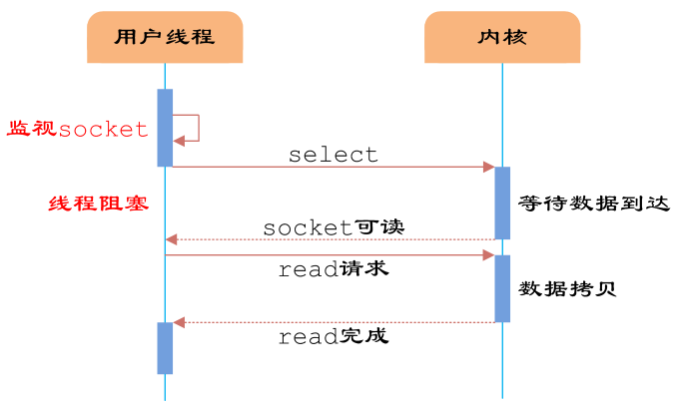 用户线程
内核
监视socket
select
线程阻塞
等待数据到达
socket可读
read请求
数据拷贝
read完成